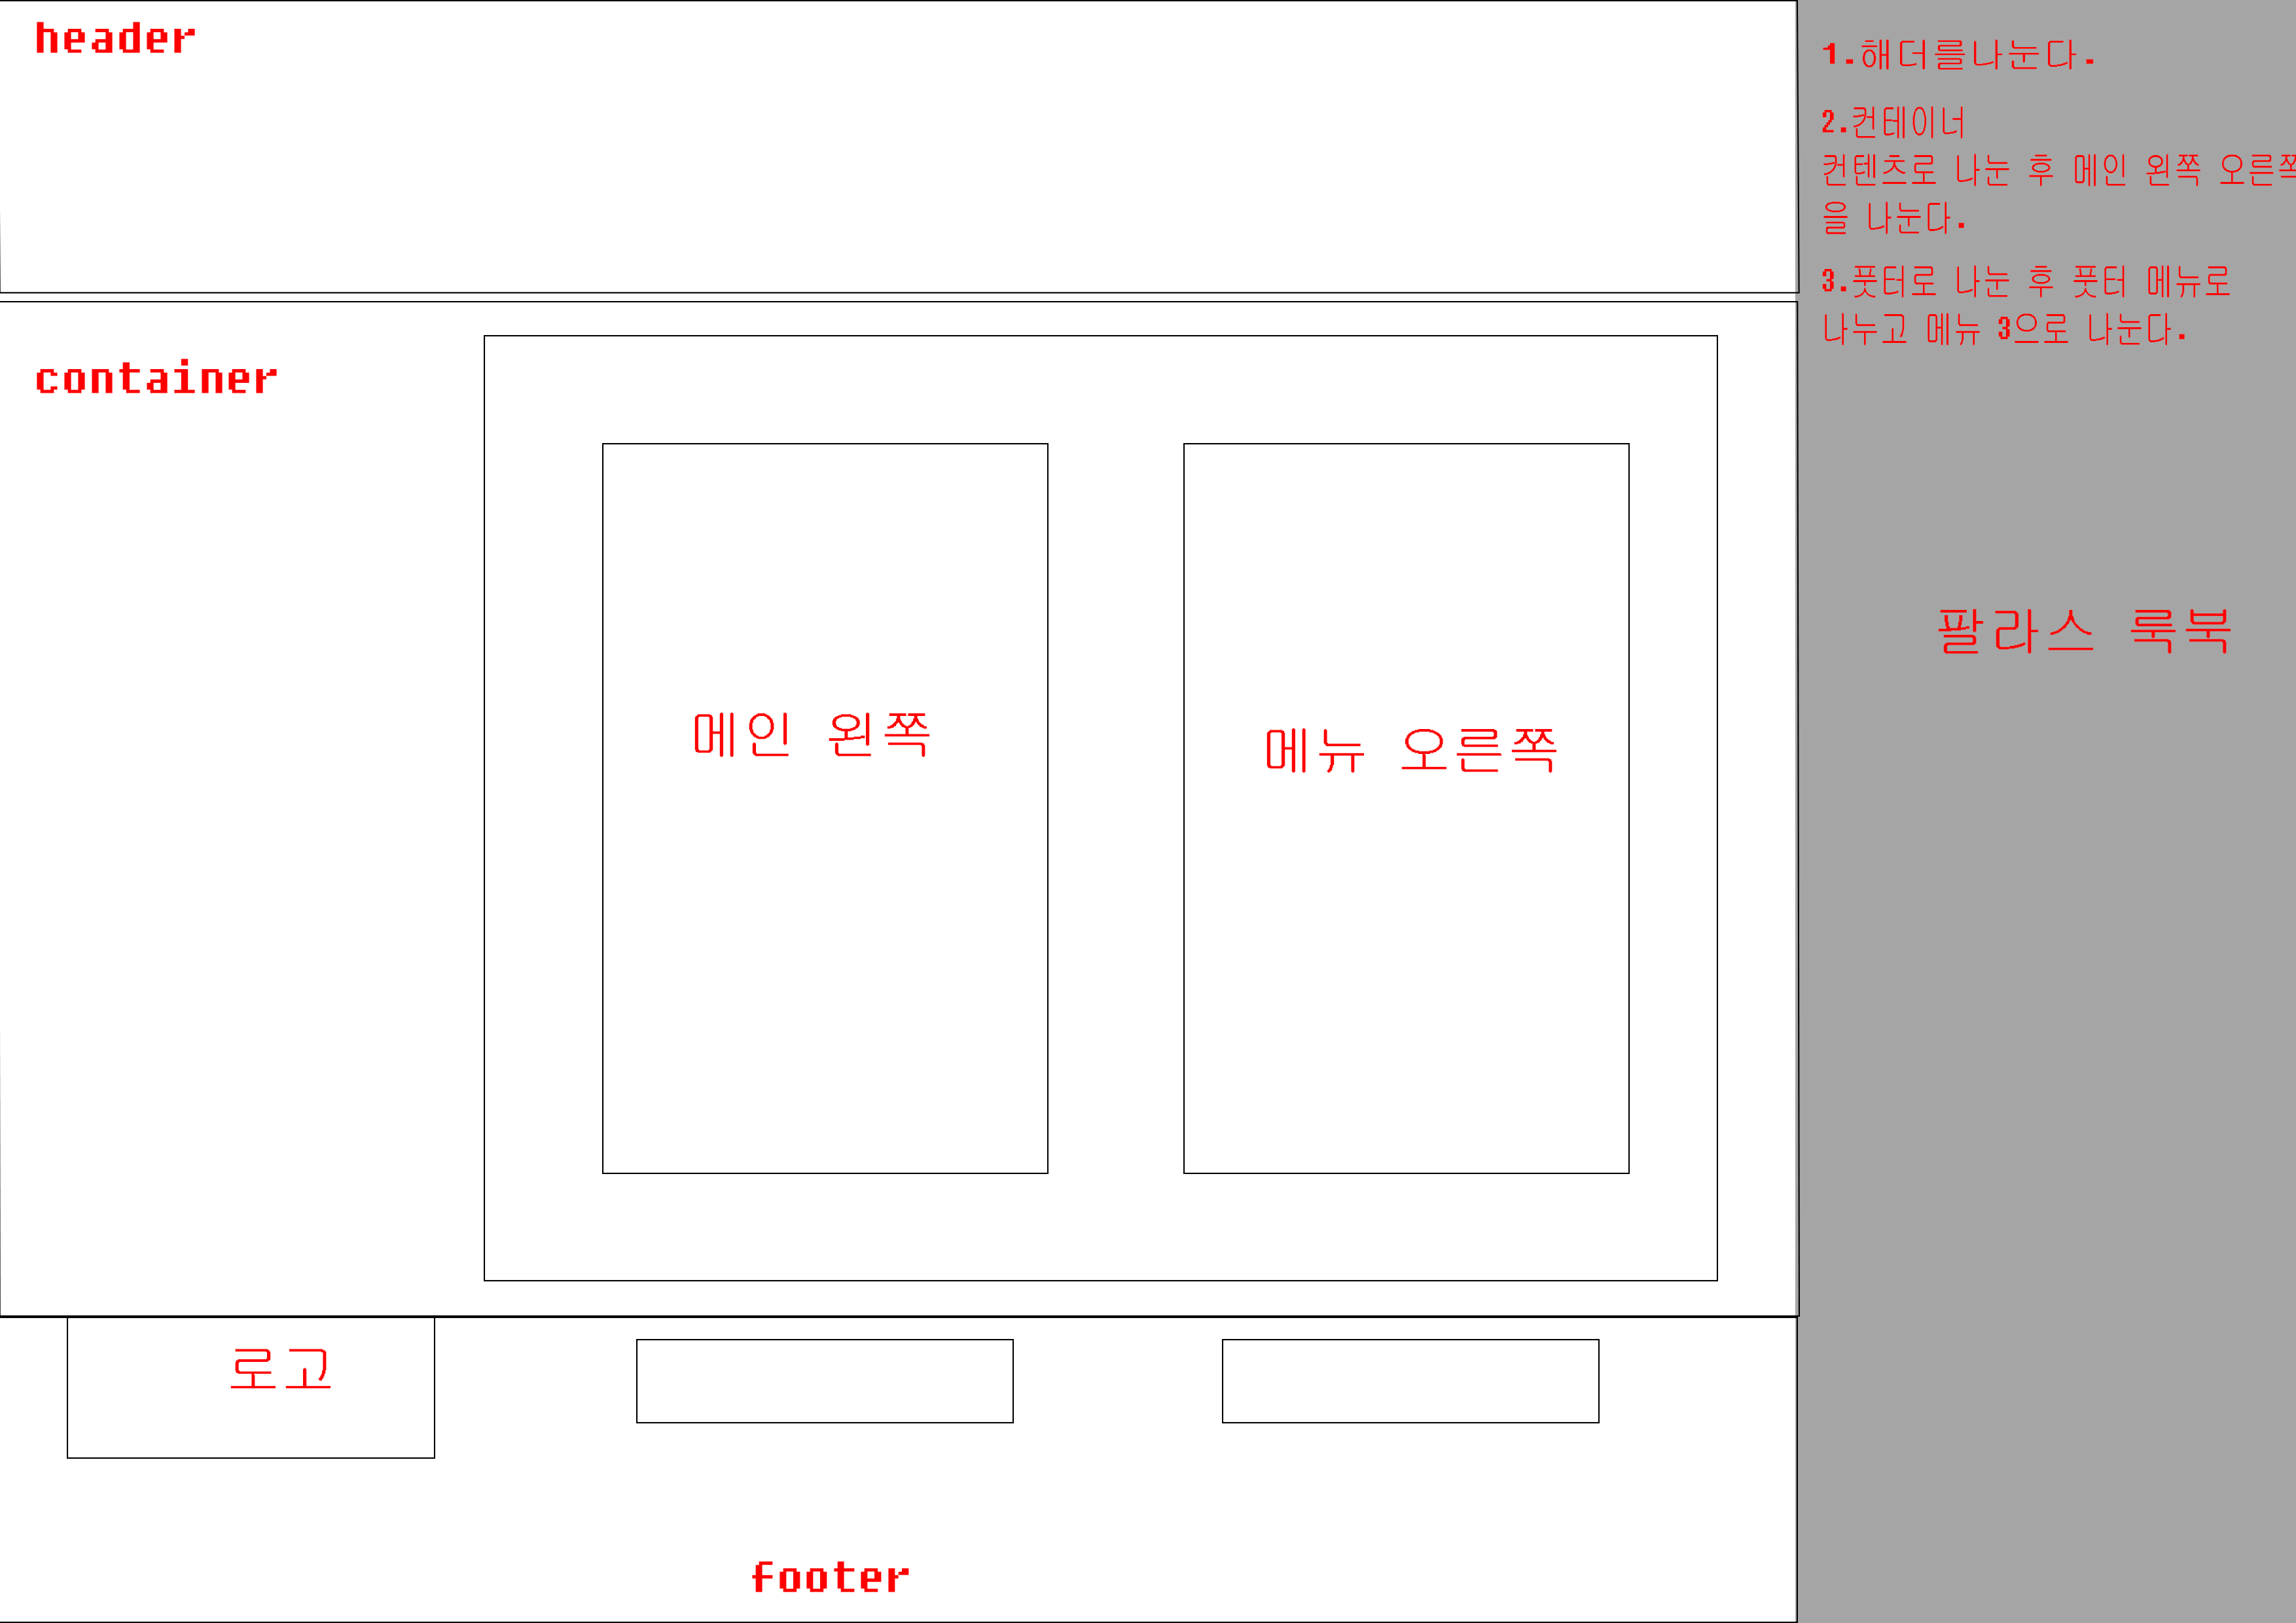 header
container
메인 왼쪽
메뉴 오른쪽
로고
footer
1.해더를나눈다.
2.컨테이너
컨텐츠로 나눈 후 메인 왼쪽 오른쪽
을 나눈다.
3.풋터로 나눈 후 풋터 메뉴로
나누고 메뉴 3으로 나눈다.
팔라스 룩북